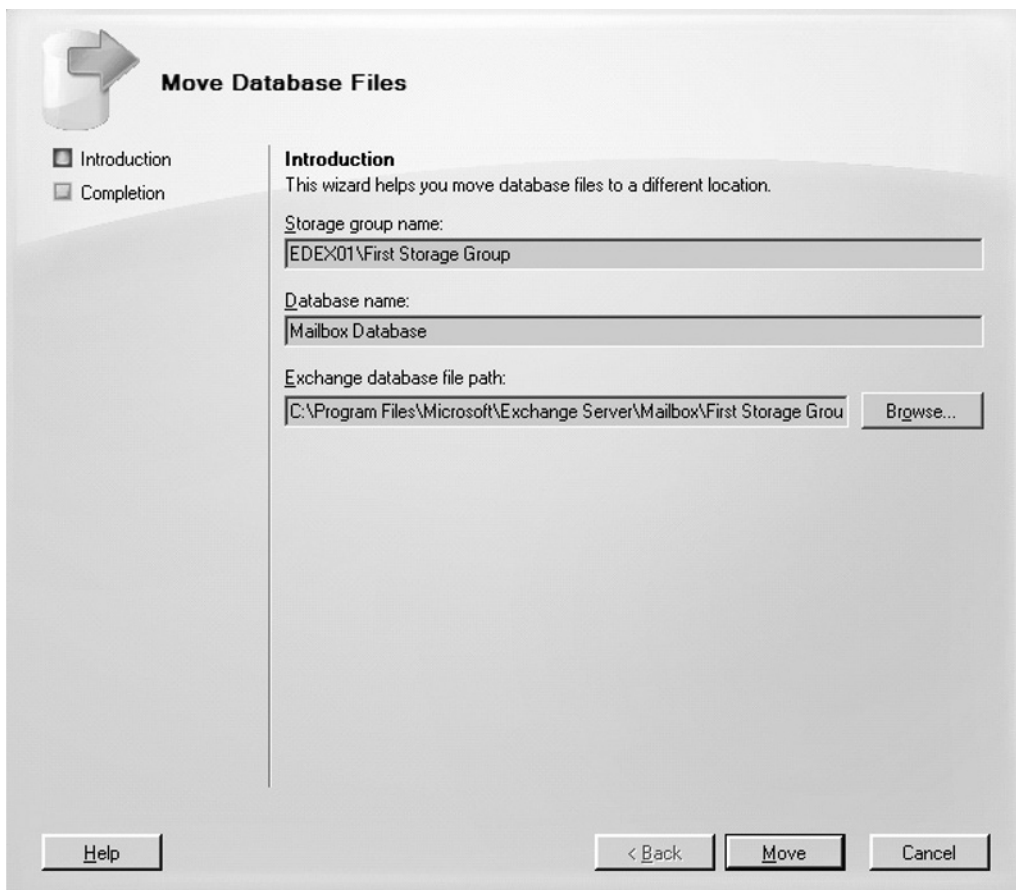 Move Database Files
Introduction
Completion
Introduction
This wizard helps you move database files to a different location.
Storage group name:
EDEX01\First Storage Group
Database name:
Mailbox Database
Exchange database file path:
C:\Program Files\Microsoft\Exchange Server\Mailbox\First Storage Grou
Browse...
Help
< Back
Move
Cancel